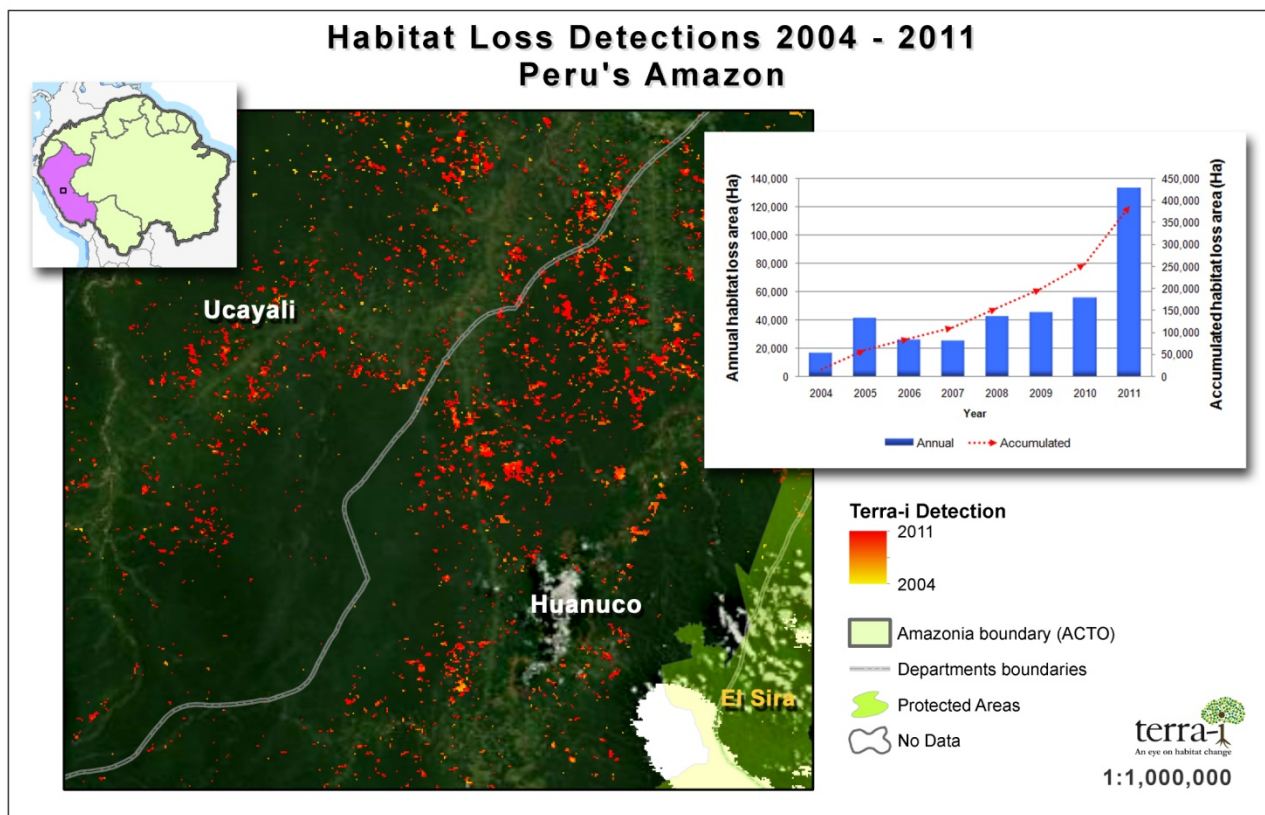 Habitat Loss Detections 2004 - 2011
Peru's Amazon
Ucayali
Huanuco
El Sira
Annual habitat loss area (Ha)
140,000
120,000
100,000
80,000
60,000
40,000
20,000
0
450,000
400,000
350,000
300,000
250,000
200,000
150,000
100,000
50,000
0
Accumulated habitat loss area (Ha)
2004 2005 2006 2007 2008 2009 2010 2011
Year
Annual Accumulated
Terra-i Detection
2011
2004
Amazonia boundary (ACTO)
Departments boundaries
Protected Areas
No Data
terra-i
An eye on habitat change
1:1,000,000